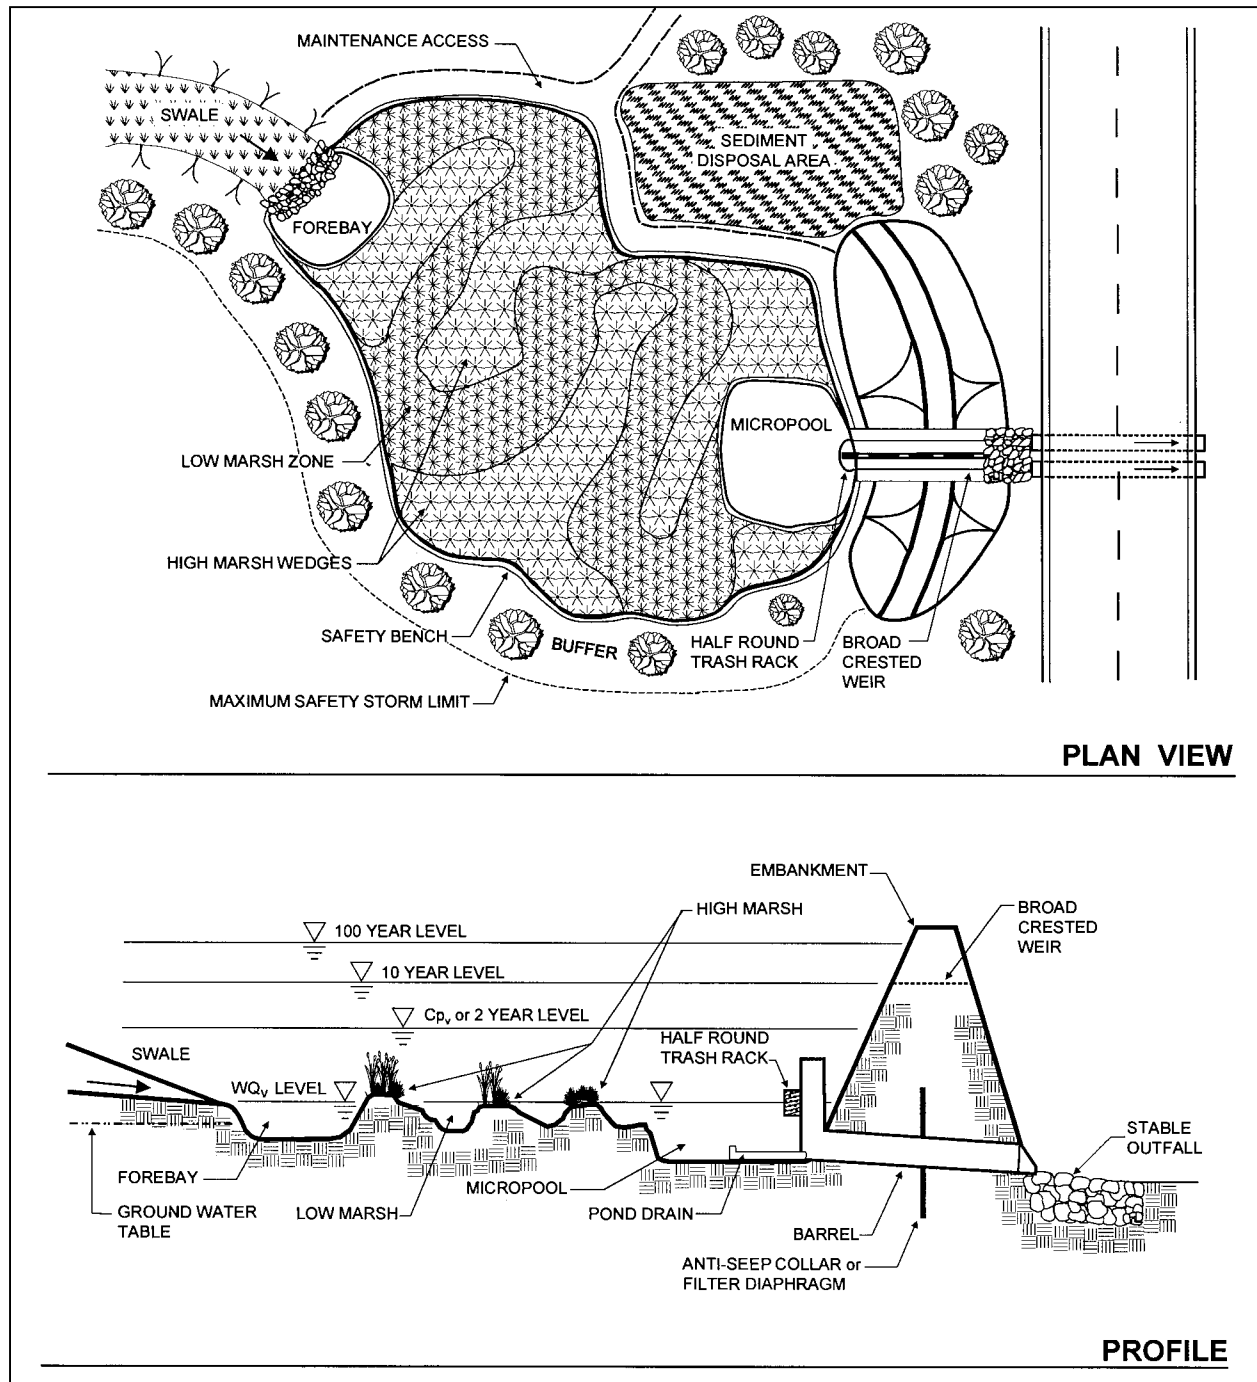 MAINTENANCE ACCESS
SWALE
SEDIMENT
DISPOSAL AREA
FOREBAY
MICROPOOL
LOW MARSH ZONE
HIGH MARSH WEDGES
SAFETY BENCH
BUFFER
HALF ROUND
TRASH RACK
BROAD
CRESTED
WEIR
MAXIMUM SAFETY STORM LIMIT
PLAN VIEW
EMBANKMENT
HIGH MARSH
BROAD
CRESTED
WEIR
100 YEAR LEVEL
10 YEAR LEVEL
Cpv or 2 YEAR LEVEL
HALF ROUND
TRASH RACK
SWALE
WQv LEVEL
STABLE
OUTFALL
FOREBAY
MICROPOOL
GROUND WATER
TABLE
LOW MARSH
POND DRAIN
BARREL
ANTI-SEEP COLLAR or
FILTER DIAPHRAGM
PROFILE